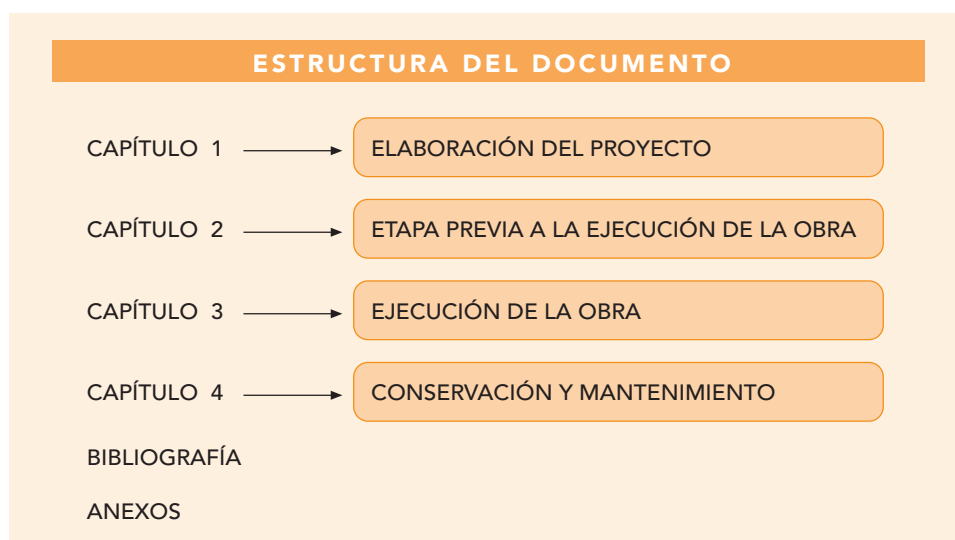 ESTRUCTURA DEL DOCUMENTO
CAPÍTULO 1 ELABORACIÓN DEL PROYECTO
CAPÍTULO 2 ETAPA PREVIA A LA EJECUCIÓN DE LA OBRA
CAPÍTULO 3 EJECUCIÓN DE LA OBRA
CAPÍTULO 4 CONSERVACIÓN Y MANTENIMIENTO
BIBLIOGRAFÍA
ANEXOS